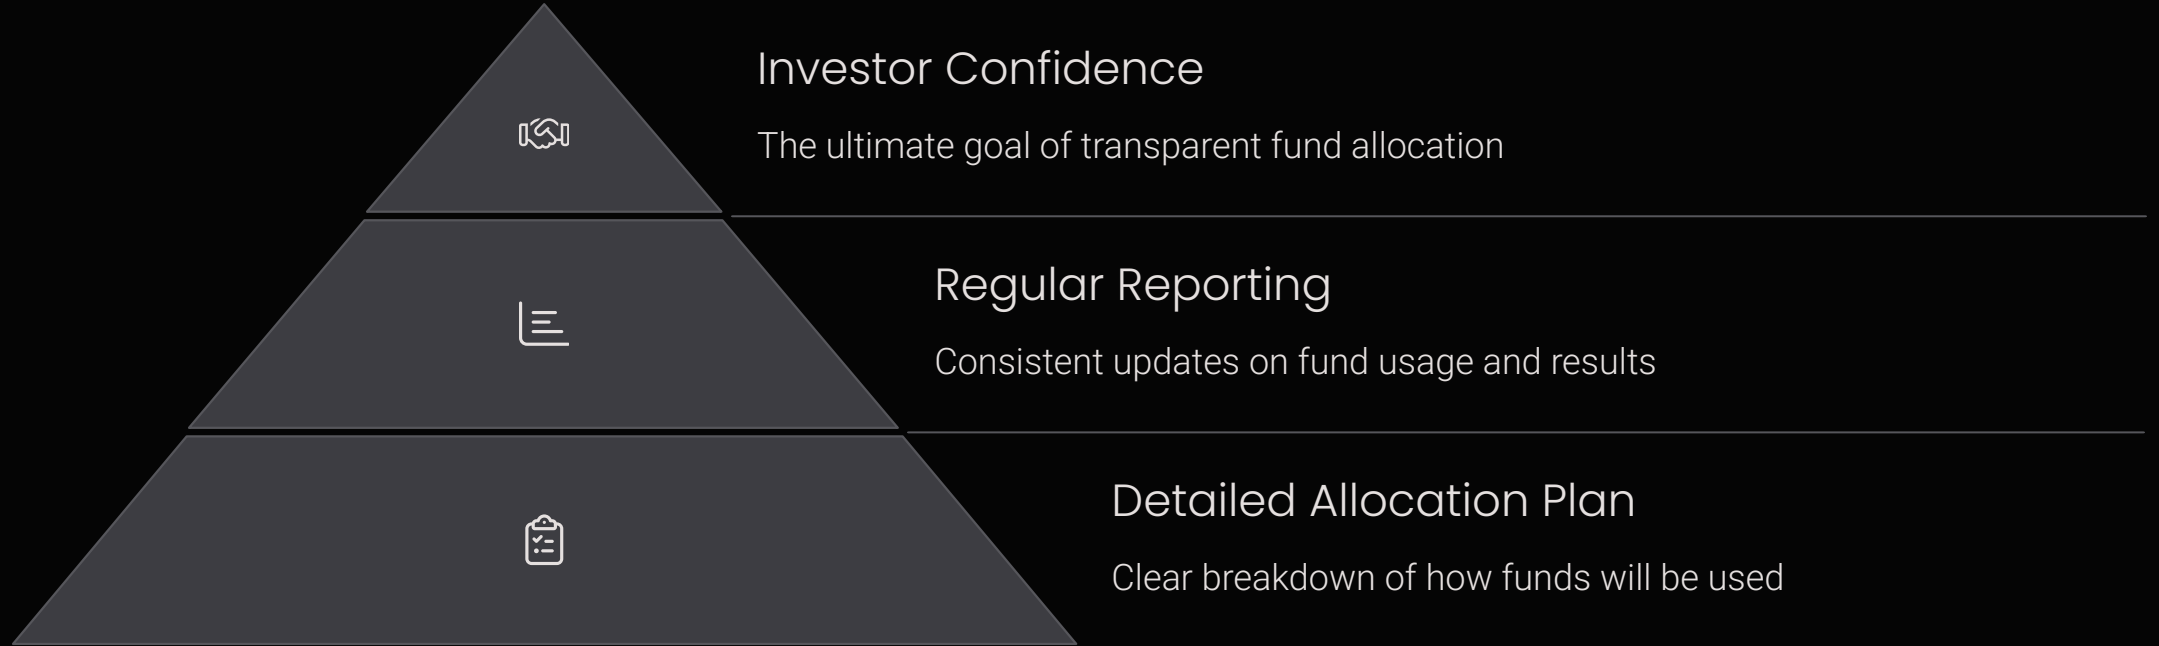 Investor Confidence
The ultimate goal of transparent fund allocation
Regular Reporting
Consistent updates on fund usage and results
Detailed Allocation Plan
Clear breakdown of how funds will be used